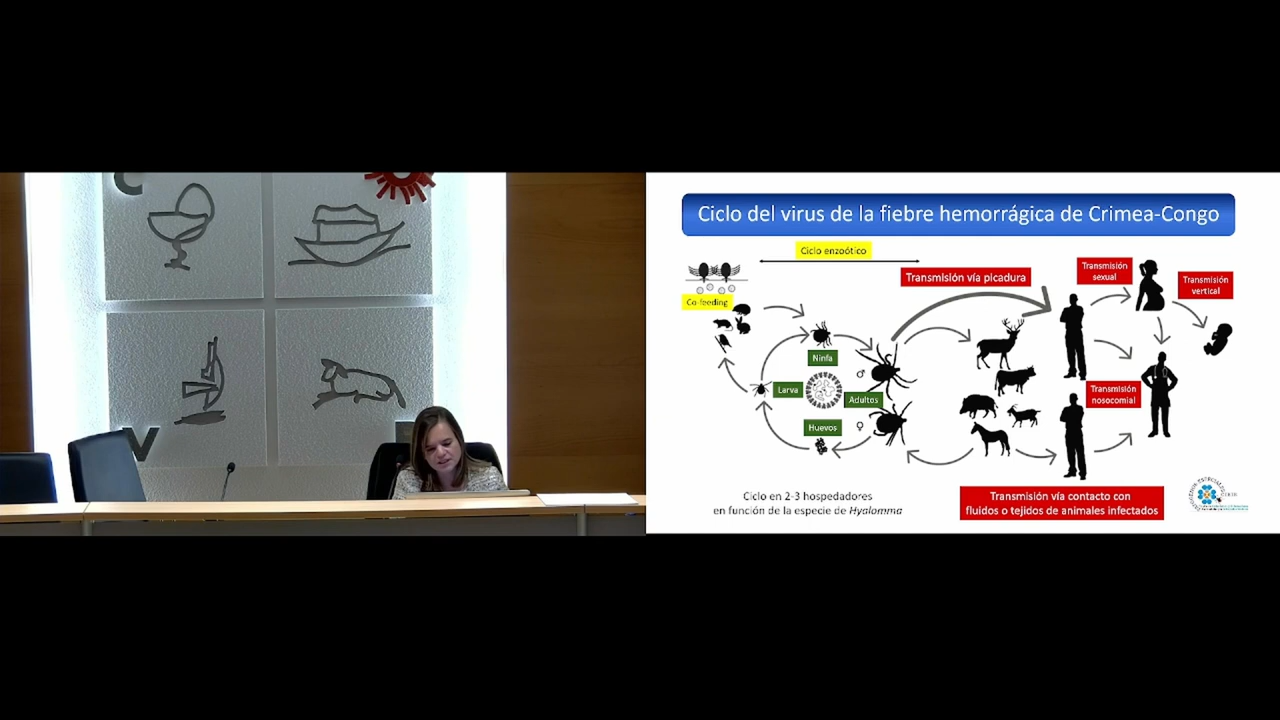 C
V
Ciclo del virus de la fiebre hemorrágica de Crimea-Congo
Ciclo enzoótico
Co-feeding
Transmisión vía picadura
Transmisión
sexual
Transmisión
vertical
Ninfa
Larva
Adultos
Huevos
♂
♀
Transmisión
nosocomial
Ciclo en 2-3 hospedadores
en función de la especie de Hyalomma
Transmisión vía contacto con
fluidos o tejidos de animales infectados